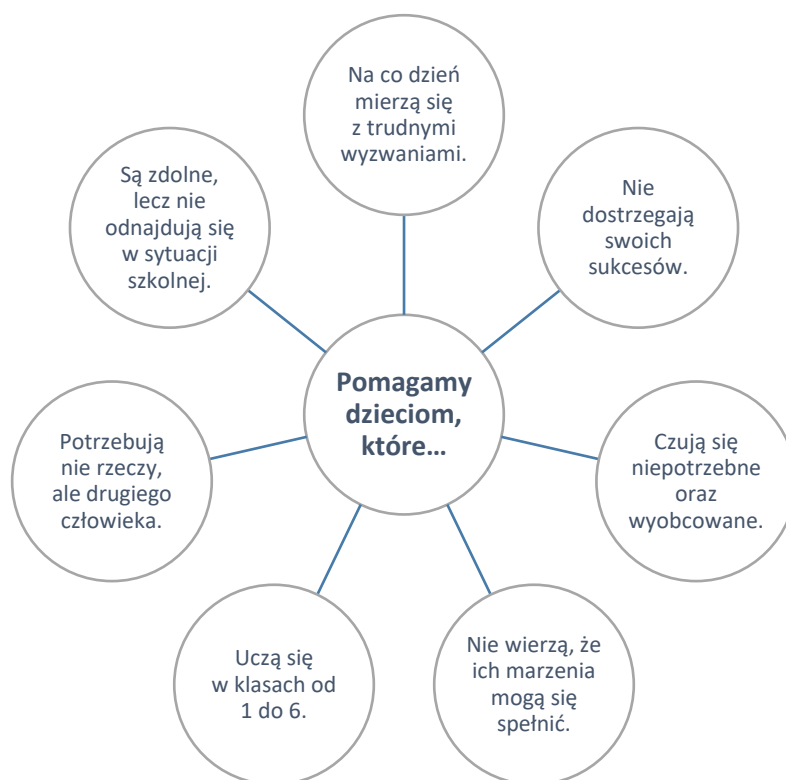 Na co dzień
mierzą się
z trudnymi
wyzwaniami.
Nie
dostrzegają
swoich
sukcesów.
Czują się
niepotrzebne
oraz
wyobcowane.
Nie wierzą, że
ich marzenia
mogą się
spełnić.
Uczą się
w klasach od
1 do 6.
Potrzebują
nie rzeczy,
ale drugiego
człowieka.
Są zdolne,
lecz nie
odnajdują się
w sytuacji
szkolnej.
Pomagamy
dzieciom,
które…